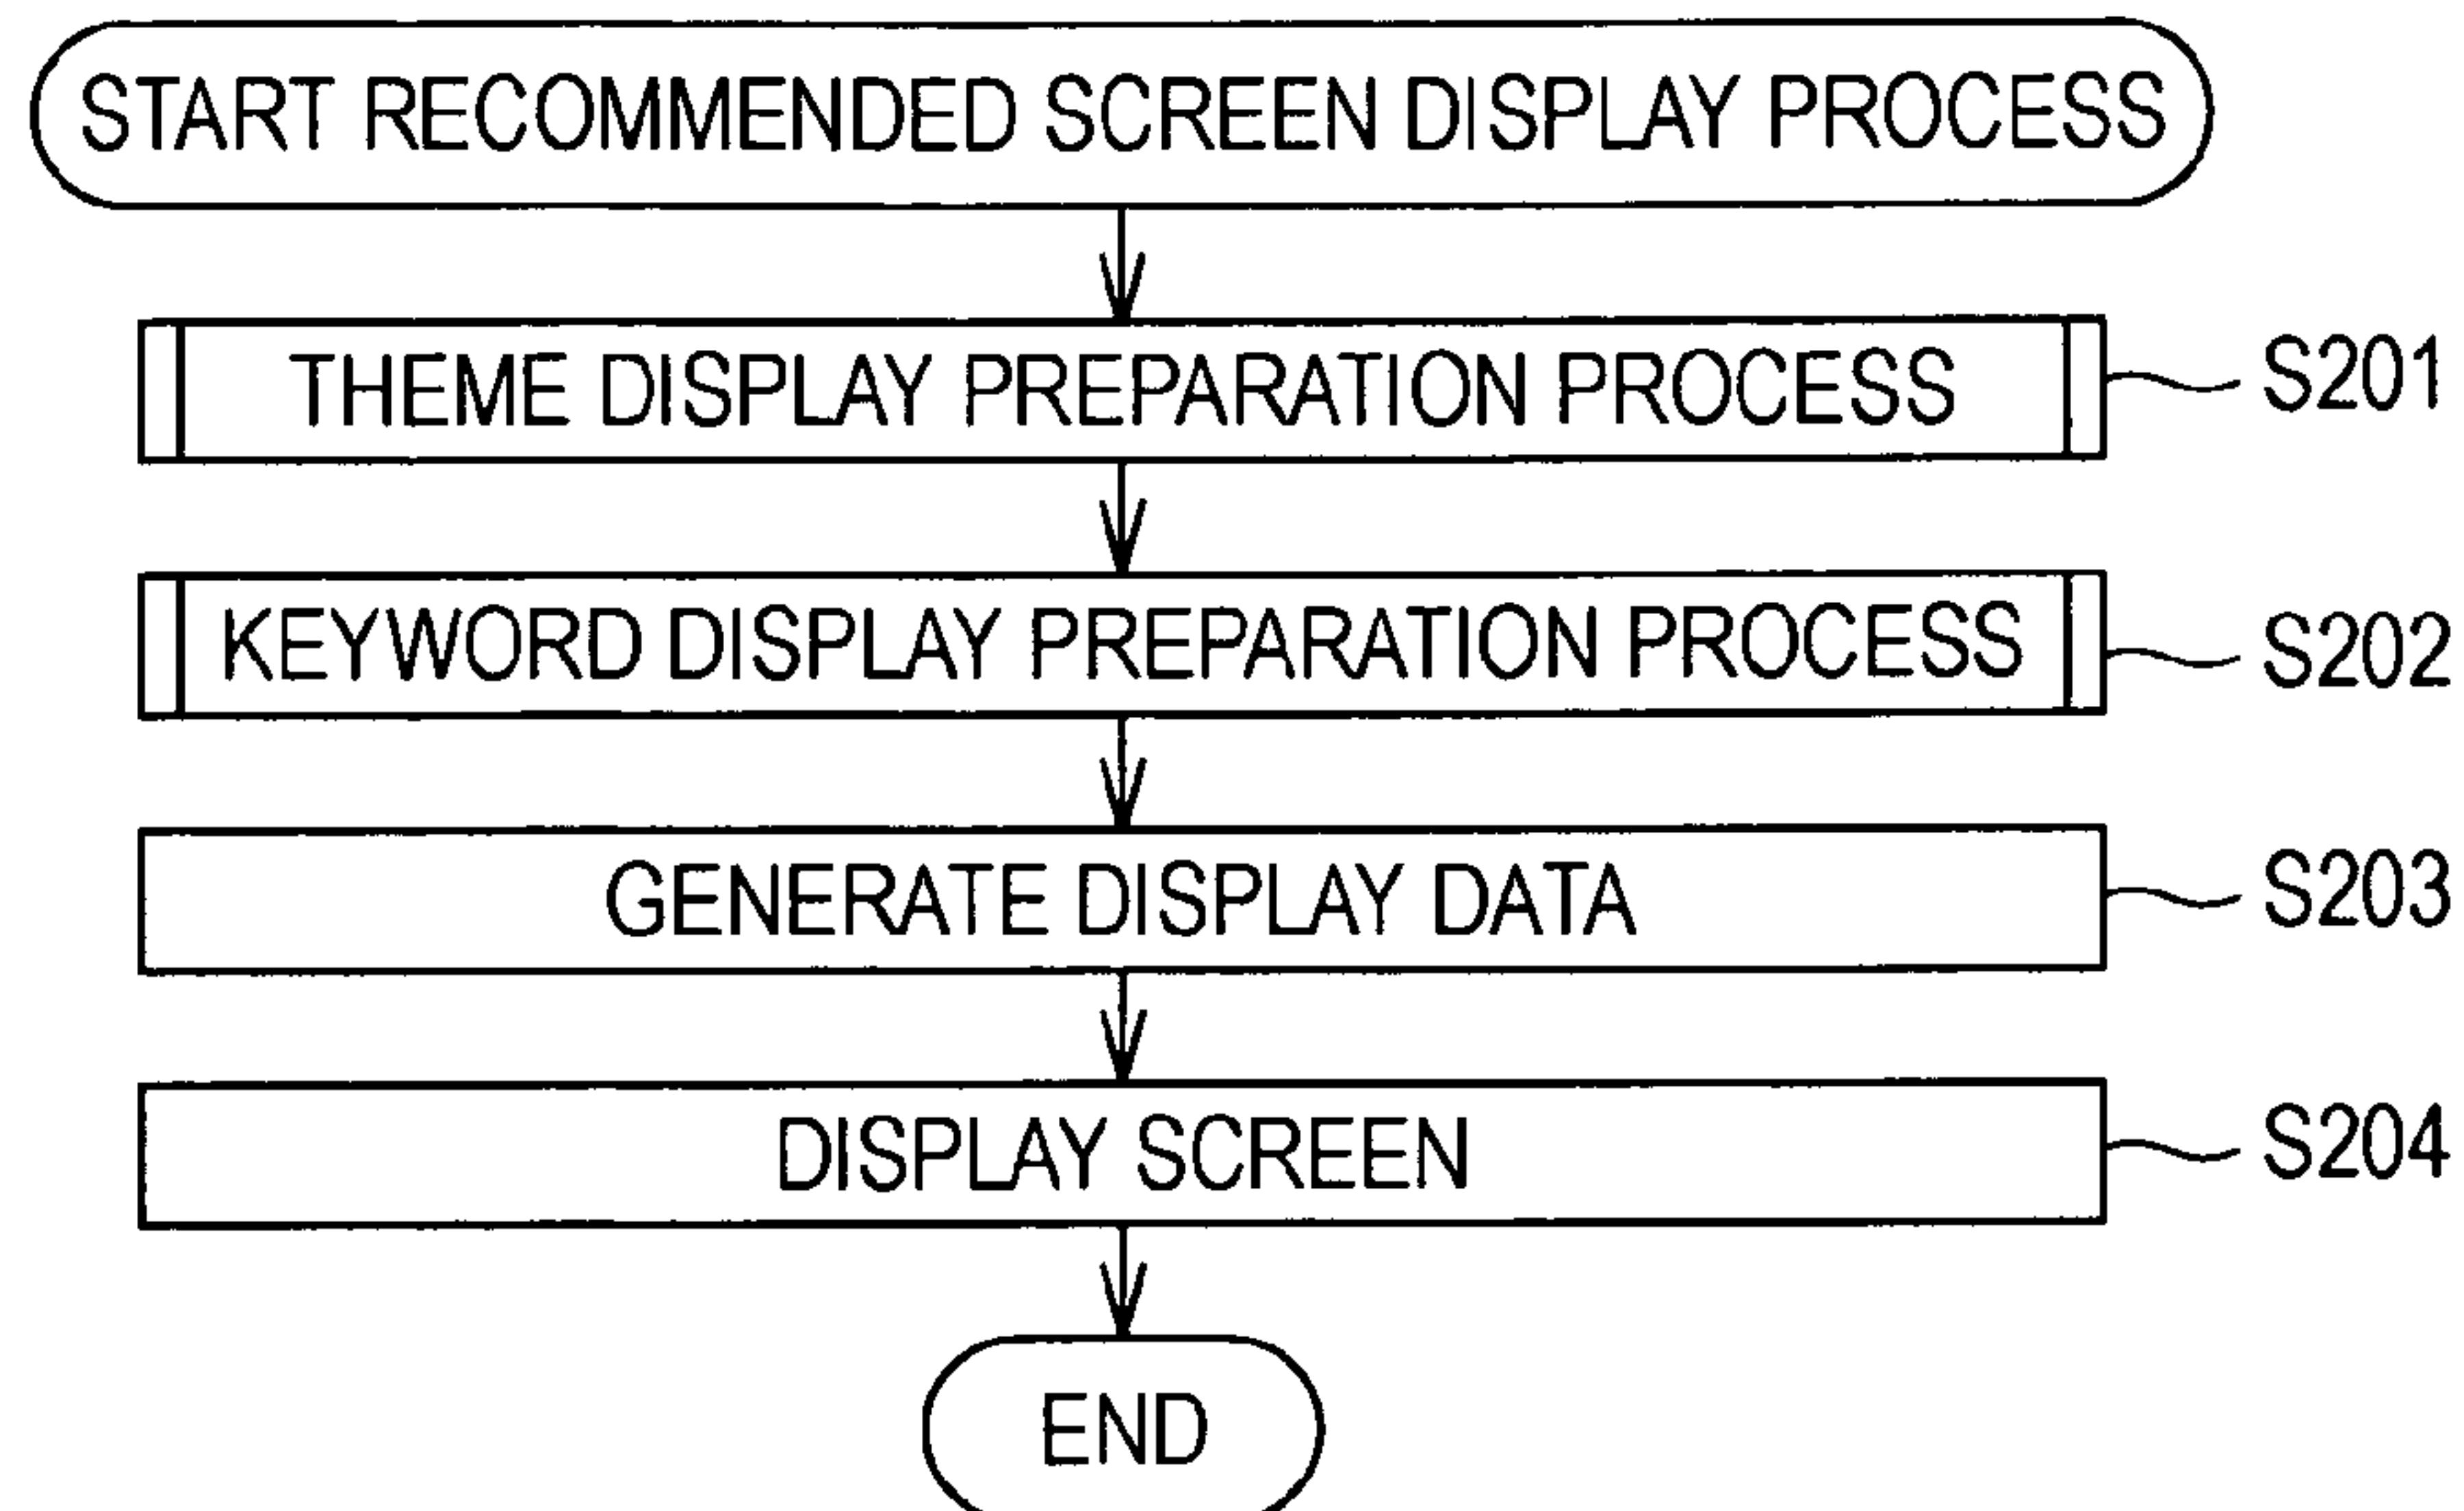 START RECOMMENDED SCREEN DISPLAY PROCESS
THEME DISPLAY PREPARATION PROCESS S201
KEYWORD DISPLAY PREPARATION PROCESS S202
GENERATE DISPLAY DATA S203
DISPLAY SCREEN S204
END